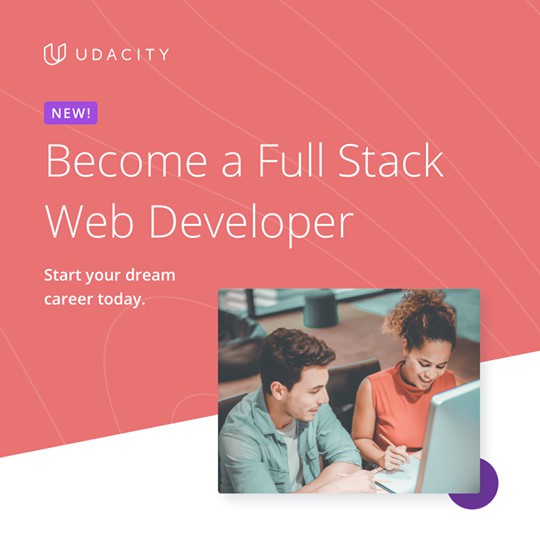 UDACITY
NEW!
Become a Full Stack
Web Developer
Start your dream
career today.